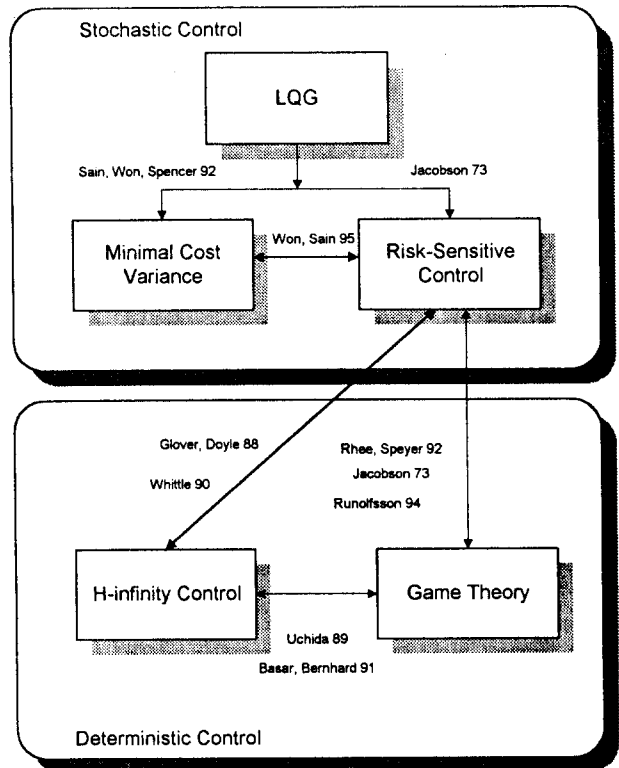 Stochastic Control
LQG
Sain, Won, Spencer 92
Jacobson 73
Minimal Cost
Variance
Won, Sain 95
Risk-Sensitive
Control
Glover, Doyle 88
Whittle 90
Rhee, Speyer 92
Jacobson 73
Runolfsson 94
H-infinity Control
Game Theory
Uchida 89
Basar, Bernhard 91
Deterministic Control